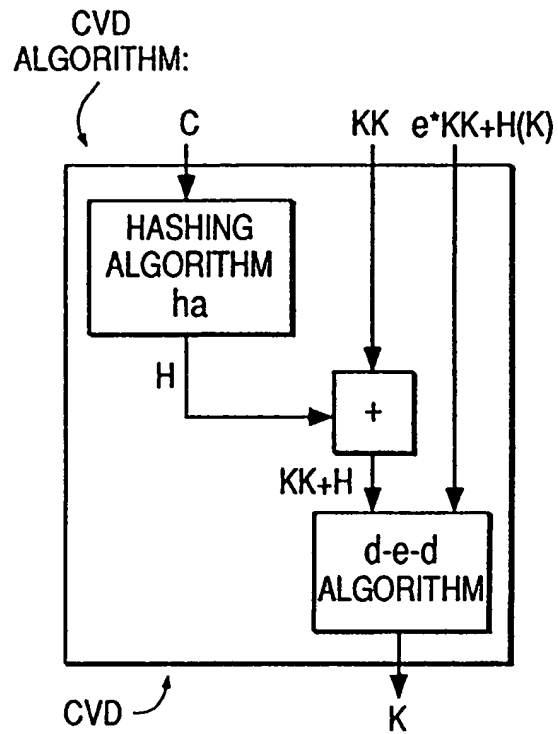 CVD
ALGORITHM:
C
KK
e*KK+H(K)
HASHING
ALGORITHM
ha
H
+
KK+H
d-e-d
ALGORITHM
CVD
K